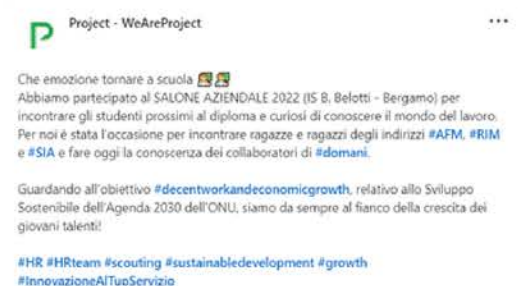 Project - WeAreProject
Che emozione tornare a scuola 🧑‍🏫👩‍🏫
Abbiamo partecipato al SALONE AZIENDALE 2022 (IS B. Belotti - Bergamo) per
incontrare gli studenti prossimi al diploma e curiosi di conoscere il mondo del lavoro.
Per noi è stata l'occasione per incontrare ragazze e ragazzi degli indirizzi #AFM, #RIM
e #SIA e fare oggi la conoscenza dei collaboratori di #domani.
Guardando all'obiettivo #decentworkandeconomicgrowth, relativo allo Sviluppo
Sostenibile dell'Agenda 2030 dell'ONU, siamo da sempre al fianco della crescita dei
giovani talenti!
#HR #HRteam #scouting #sustainabledevelopment #growth
#InnovazioneAlTupServizio